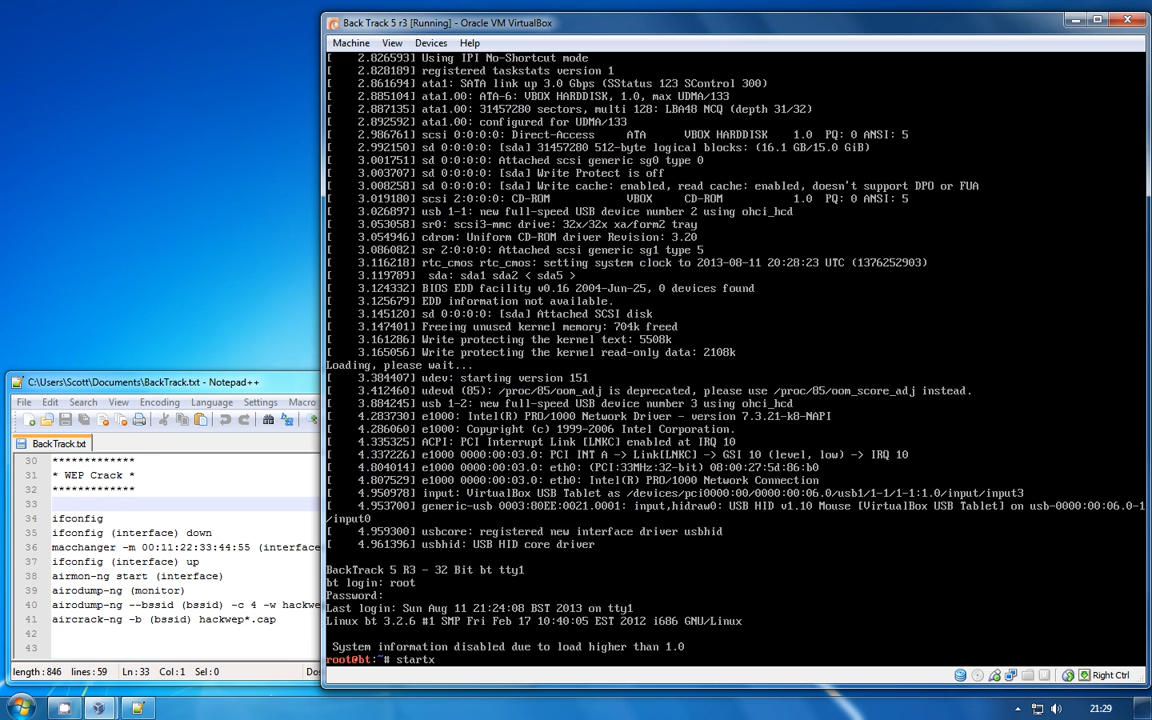 Back Track 5 r3 [Running] - Oracle VM VirtualBox
Machine View Devices Help
[    2.826593] Using IPI No-Shortcut mode
[    2.828189] registered taskstats version 1
[    2.861694] ata1: SATA link up 3.0 Gbps (SStatus 123 SControl 300)
[    2.885104] ata1.00: ATA-6: VBOX HARDDISK, 1.0, max UDMA/133
[    2.887135] ata1.00: 31457280 sectors, multi 128: LBA48 NCQ (depth 31/32)
[    2.892592] ata1.00: configured for UDMA/133
[    2.986761] scsi 0:0:0:0: Direct-Access     ATA      VBOX HARDDISK    1.0  PQ: 0 ANSI: 5
[    2.992150] sd 0:0:0:0: [sda] 31457280 512-byte logical blocks: (16.1 GB/15.0 GiB)
[    3.001751] sd 0:0:0:0: Attached scsi generic sg0 type 0
[    3.003707] sd 0:0:0:0: [sda] Write Protect is off
[    3.008258] sd 0:0:0:0: [sda] Write cache: enabled, read cache: enabled, doesn't support DPO or FUA
[    3.019180] scsi 2:0:0:0: CD-ROM            VBOX     CD-ROM           1.0  PQ: 0 ANSI: 5
[    3.026897] usb 1-1: new full-speed USB device number 2 using ohci_hcd
[    3.053058] sr0: scsi3-mmc drive: 32x/32x xa/form2 tray
[    3.054946] cdrom: Uniform CD-ROM driver Revision: 3.20
[    3.086082] sr 2:0:0:0: Attached scsi generic sg1 type 5
[    3.116218] rtc_cmos rtc_cmos: setting system clock to 2013-08-11 20:28:23 UTC (1376252903)
[    3.119789]  sda: sda1 sda2 < sda5 >
[    3.124332] BIOS EDD facility v0.16 2004-Jun-25, 0 devices found
[    3.125679] EDD information not available.
[    3.145120] sd 0:0:0:0: [sda] Attached SCSI disk
[    3.147401] Freeing unused kernel memory: 704k freed
[    3.161286] Write protecting the kernel text: 5508k
[    3.165056] Write protecting the kernel read-only data: 2108k
Loading, please wait...
[    3.384407] udev: starting version 151
[    3.412460] udevd (85): /proc/85/oom_adj is deprecated, please use /proc/85/oom_score_adj instead.
[    3.884245] usb 1-2: new full-speed USB device number 3 using ohci_hcd
[    4.283730] e1000: Intel(R) PRO/1000 Network Driver - version 7.3.21-k8-NAPI
[    4.286060] e1000: Copyright (c) 1999-2006 Intel Corporation.
[    4.335325] ACPI: PCI Interrupt Link [LNKC] enabled at IRQ 10
[    4.337226] e1000 0000:00:03.0: PCI INT A -> Link[LNKC] -> GSI 10 (level, low) -> IRQ 10
[    4.804014] e1000 0000:00:03.0: eth0: (PCI:33MHz:32-bit) 08:00:27:5d:86:b0
[    4.807529] e1000 0000:00:03.0: eth0: Intel(R) PRO/1000 Network Connection
[    4.950978] input: VirtualBox USB Tablet as /devices/pci0000:00/0000:00:06.0/usb1/1-1/1-1:1.0/input/input3
[    4.953700] generic-usb 0003:80EE:0021.0001: input,hidraw0: USB HID v1.10 Mouse [VirtualBox USB Tablet] on usb-0000:00:06.0-1
/input0
[    4.959300] usbcore: registered new interface driver usbhid
[    4.961396] usbhid: USB HID core driver
BackTrack 5 R3 - 32 Bit bt tty1
bt login: root
Password:
Last login: Sun Aug 11 21:24:08 BST 2013 on tty1
Linux bt 3.2.6 #1 SMP Fri Feb 17 10:40:05 EST 2012 i686 GNU/Linux
System information disabled due to load higher than 1.0
root@bt:~# startx
Right Ctrl
C:\Users\Scott\Documents\BackTrack.txt - Notepad++
File Edit Search View Encoding Language Settings Macro
BackTrack.txt
30 *************
31 * WEP Crack *
32 *************
33
34 ifconfig
35 ifconfig (interface) down
36 macchanger -m 00:11:22:33:44:55 (interface
37 ifconfig (interface) up
38 airmon-ng start (interface)
39 airodump-ng (monitor)
40 airodump-ng --bssid (bssid) -c 4 -w hackwe
41 aircrack-ng -b (bssid) hackwep*.cap
42
43
length : 846 lines : 59 Ln : 33 Col : 1 Sel : 0 Dos
21:29